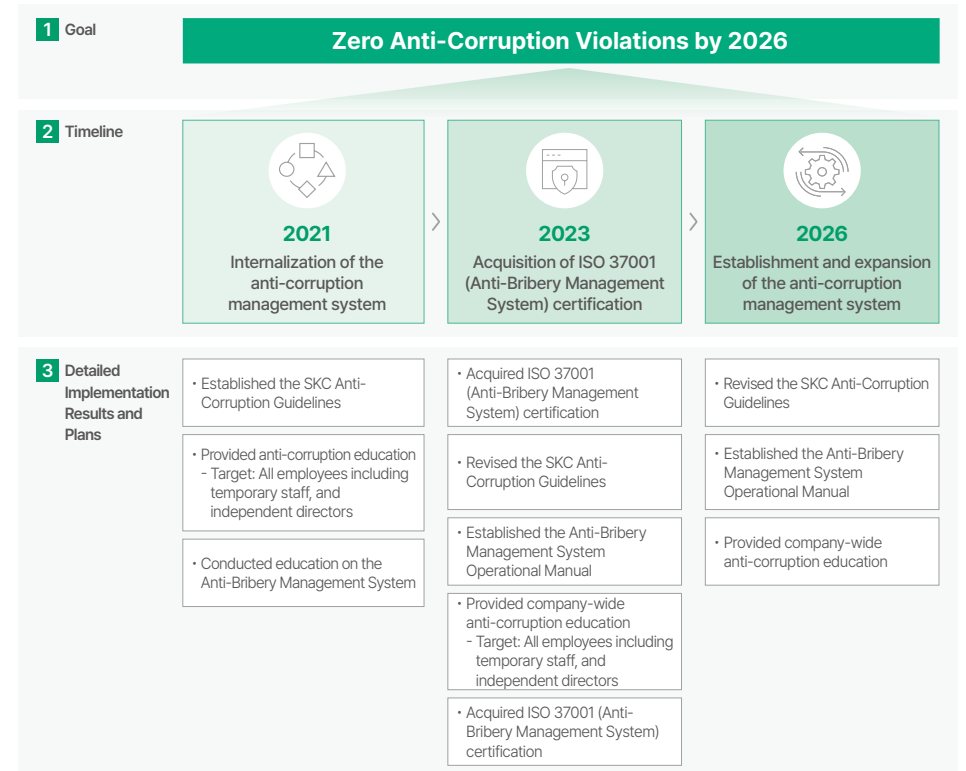 1 Goal
Zero Anti-Corruption Violations by 2026
2 Timeline
2021
Internalization of the
anti-corruption
management system
2023
Acquisition of ISO 37001
(Anti-Bribery Management
System) certification
2026
Establishment and expansion
of the anti-corruption
management system
3 Detailed
Implementation
Results and
Plans
· Established the SKC Anti-
Corruption Guidelines
· Provided anti-corruption education
- Target: All employees including
temporary staff, and
independent directors
· Conducted education on the
Anti-Bribery Management System
· Acquired ISO 37001
(Anti-Bribery Management
System) certification
· Revised the SKC Anti-
Corruption Guidelines
· Established the Anti-Bribery
Management System
Operational Manual
· Provided company-wide
anti-corruption education
- Target: All employees including
temporary staff, and
independent directors
· Acquired ISO 37001 (Anti-
Bribery Management System)
certification
· Revised the SKC Anti-Corruption
Guidelines
· Established the Anti-Bribery
Management System
Operational Manual
· Provided company-wide
anti-corruption education